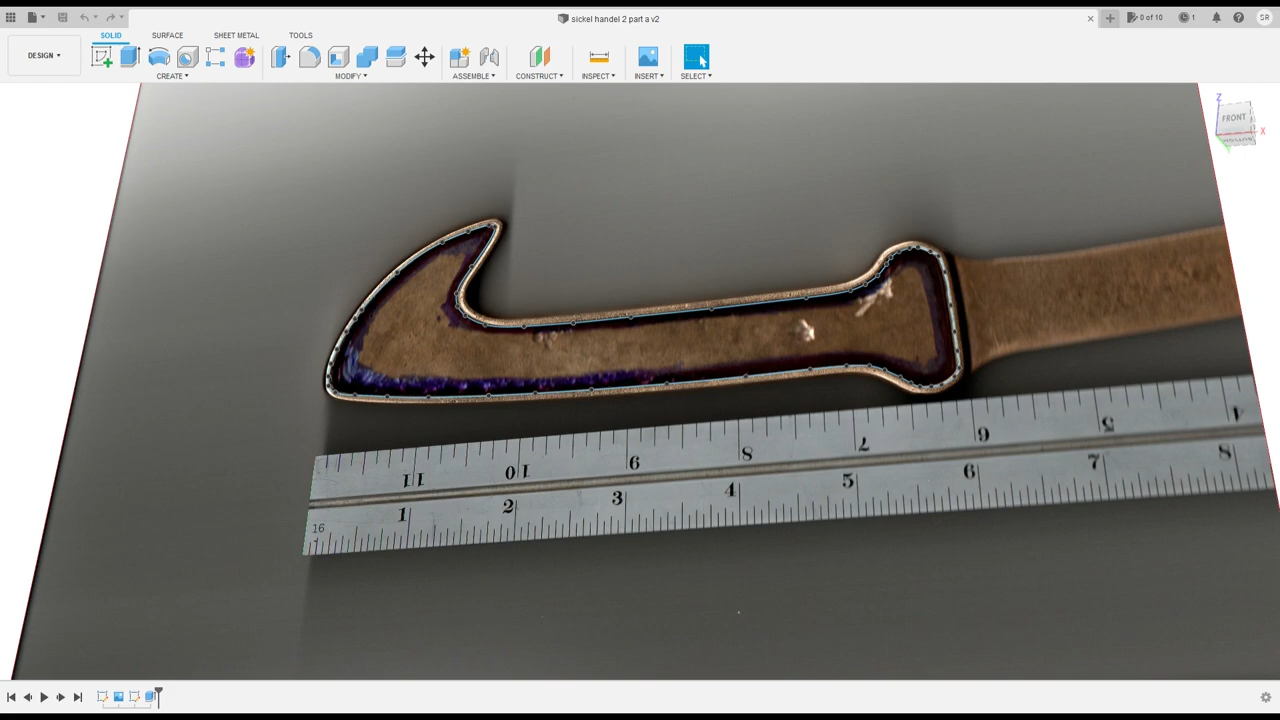 sickel handel 2 part a v2
0 of 10
1
SR
SOLID
SURFACE
SHEET METAL
TOOLS
DESIGN
CREATE
MODIFY
ASSEMBLE
CONSTRUCT
INSPECT
INSERT
SELECT
Z
FRONT
X
11 10 9 8 7 6 5 4
1 2 3 4 5 6 7 8
16